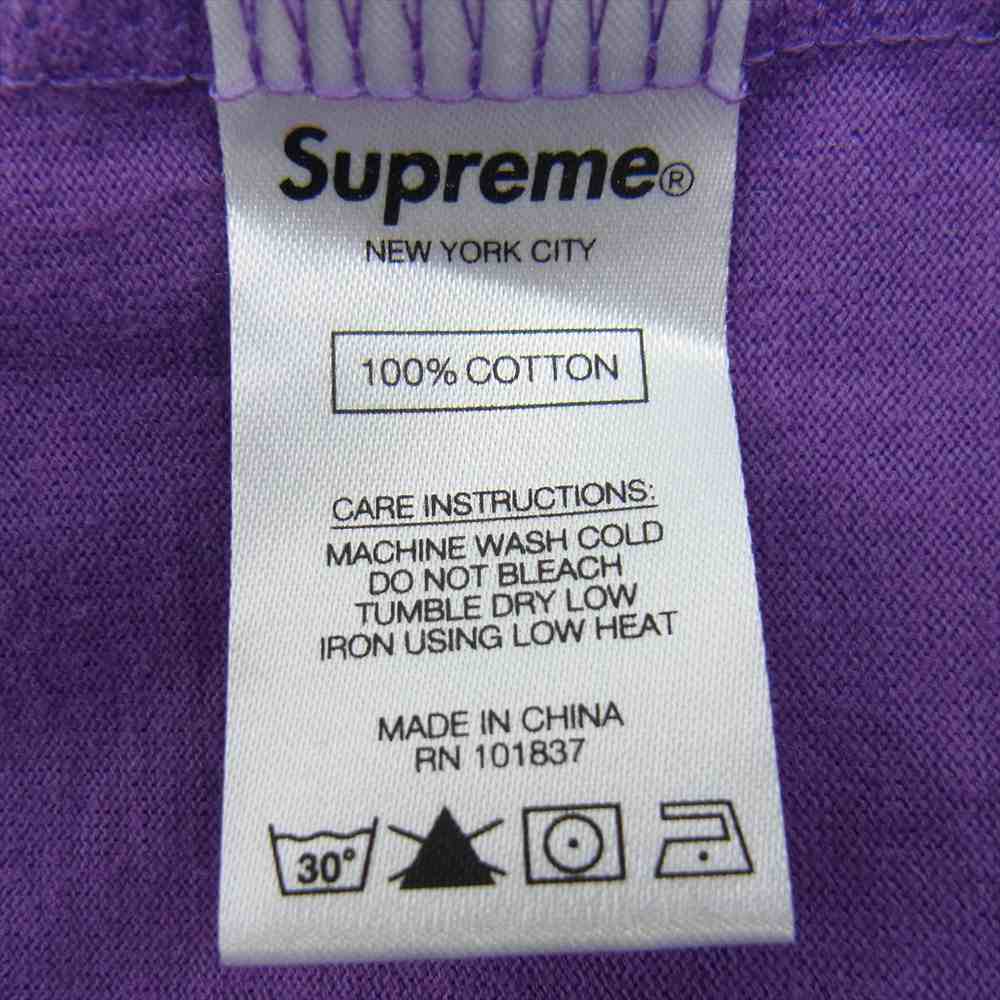 Supreme®
NEW YORK CITY
100% COTTON
CARE INSTRUCTIONS:
MACHINE WASH COLD
DO NOT BLEACH
TUMBLE DRY LOW
IRON USING LOW HEAT
MADE IN CHINA
RN 101837
30°